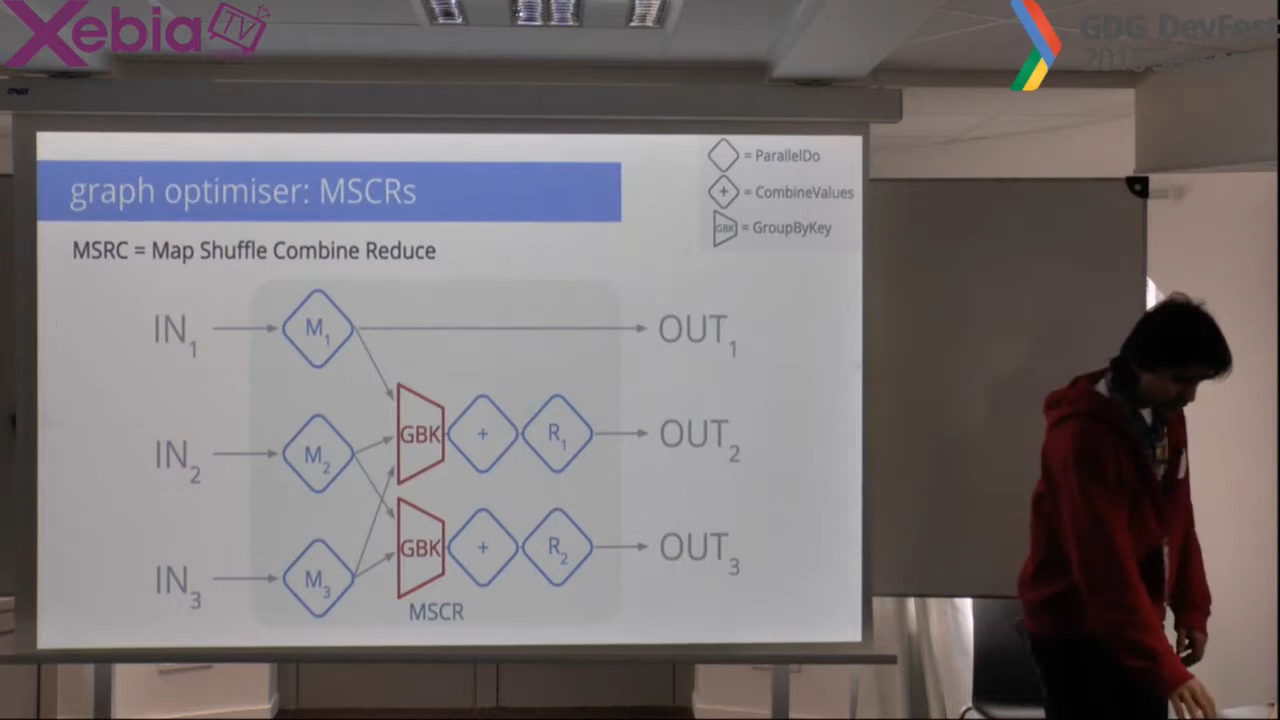 Xebia TV
GDG DevFest
graph optimiser: MSCRs
= ParallelDo
+ = CombineValues
GBK = GroupByKey
MSRC = Map Shuffle Combine Reduce
IN1 M1 OUT1
IN2 M2 GBK + R1 OUT2
IN3 M3 GBK + R2 OUT3
MSCR